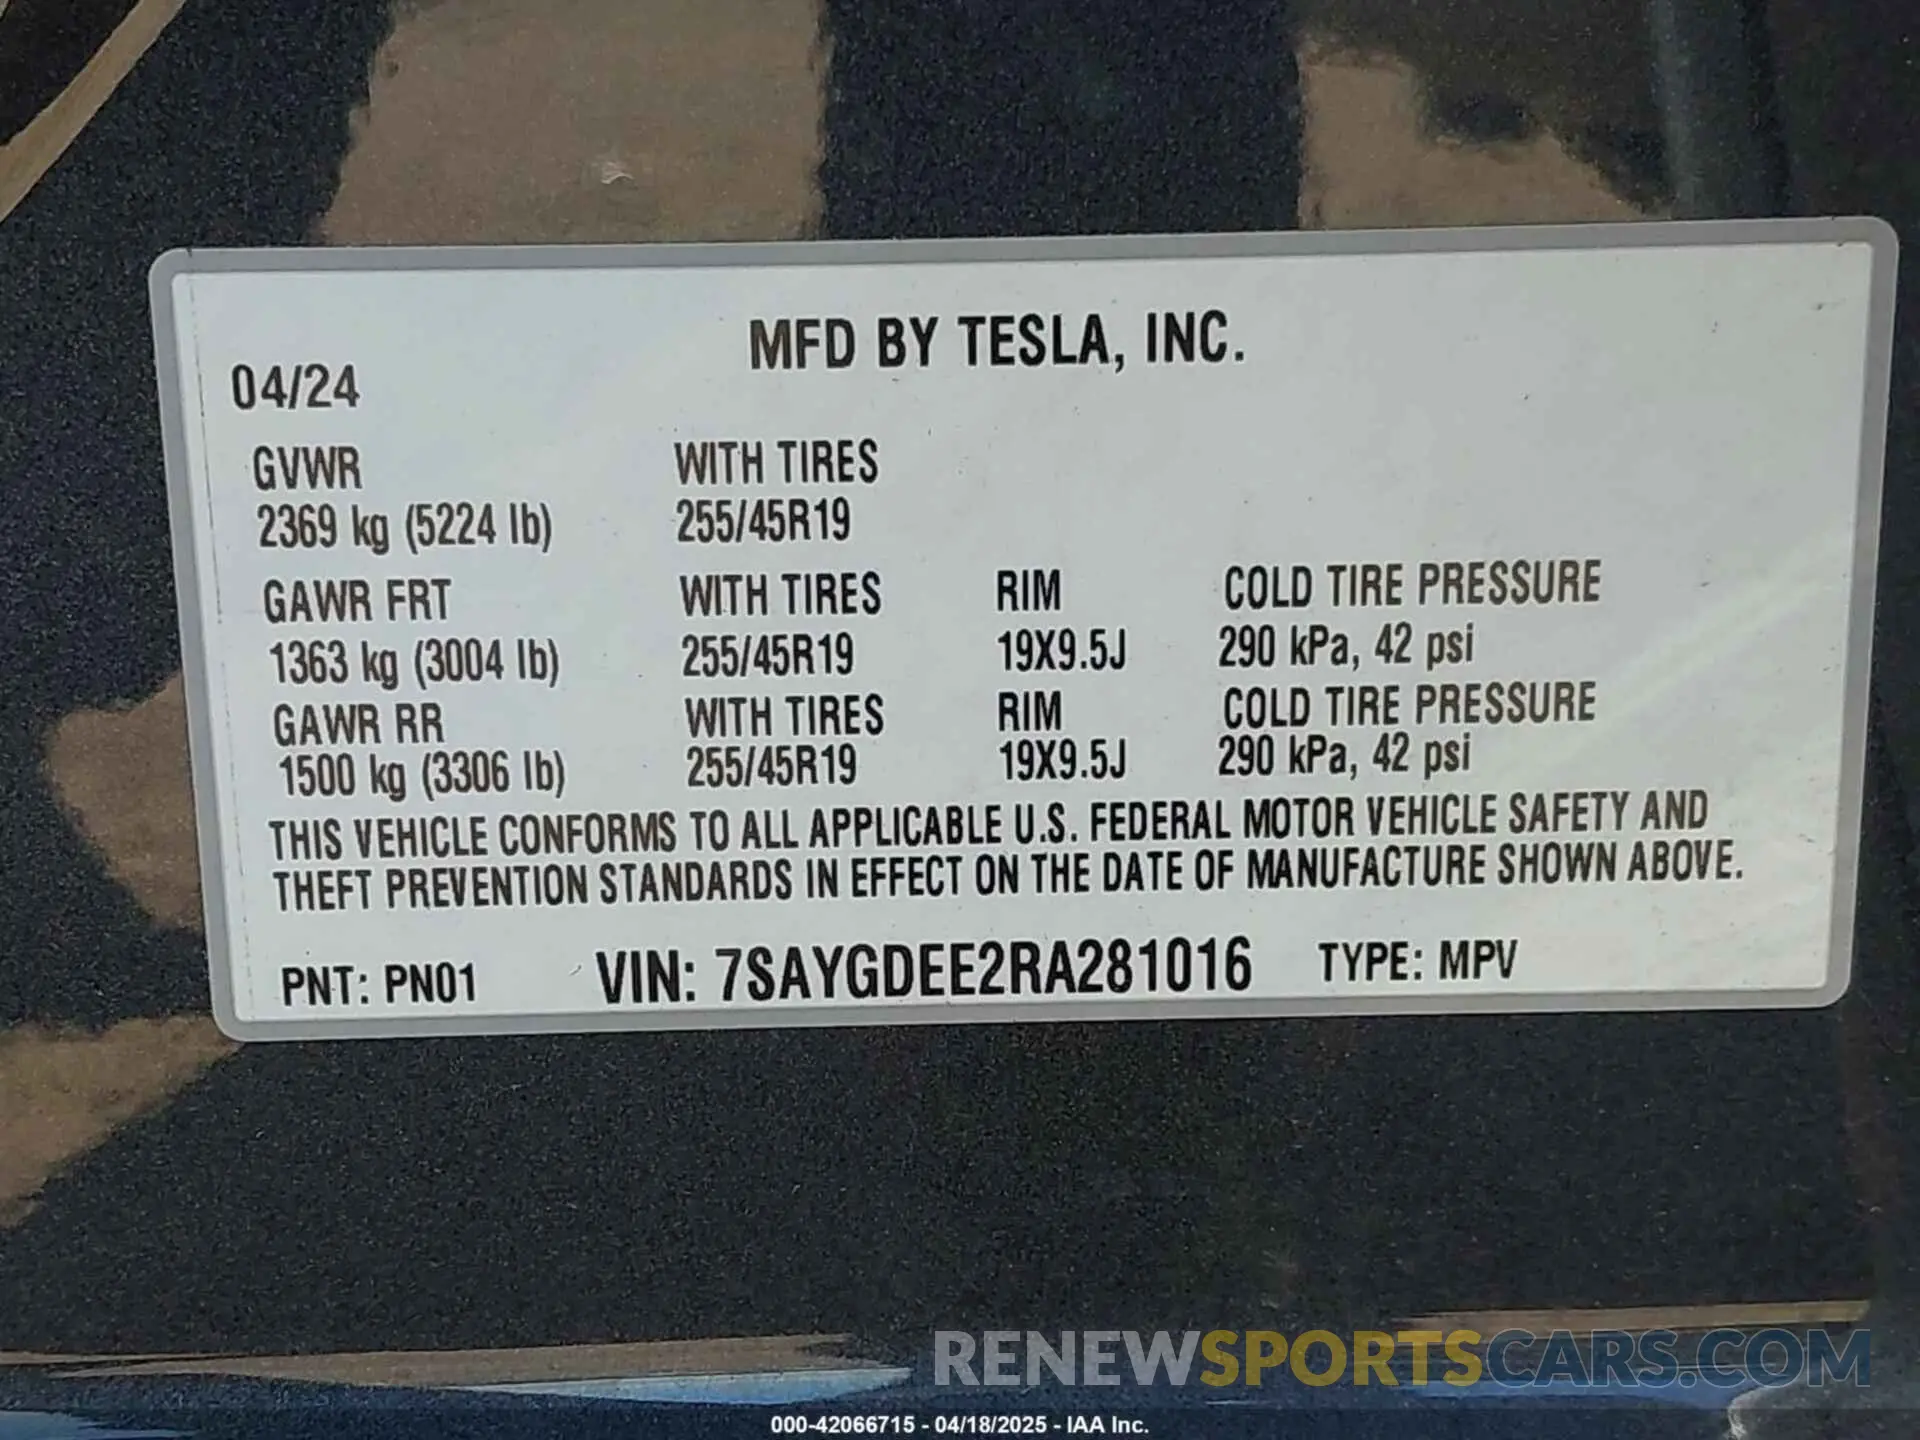 MFD BY TESLA, INC.
04/24
GVWR WITH TIRES
2369 kg (5224 lb) 255/45R19
GAWR FRT WITH TIRES RIM COLD TIRE PRESSURE
1363 kg (3004 lb) 255/45R19 19X9.5J 290 kPa, 42 psi
GAWR RR WITH TIRES RIM COLD TIRE PRESSURE
1500 kg (3306 lb) 255/45R19 19X9.5J 290 kPa, 42 psi
THIS VEHICLE CONFORMS TO ALL APPLICABLE U.S. FEDERAL MOTOR VEHICLE SAFETY AND
THEFT PREVENTION STANDARDS IN EFFECT ON THE DATE OF MANUFACTURE SHOWN ABOVE.
PNT: PN01 VIN: 7SAYGDEE2RA281016 TYPE: MPV
RENEWSPORTSCARS.COM
000-42066715 - 04/18/2025 - IAA Inc.